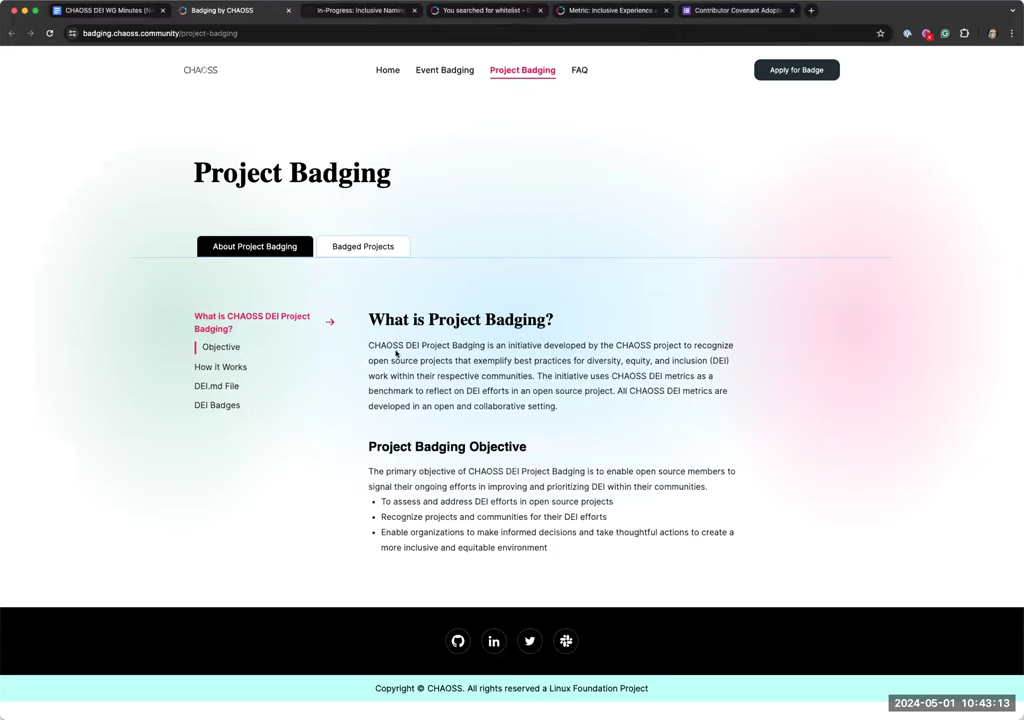 CHAOSS DEI WG Minutes (N
Badging by CHAOSS
In-Progress: Inclusive Naming
You searched for whitelist - C
Metric: Inclusive Experience
Contributor Covenant Adopt
badging.chaoss.community/project-badging
CHAOSS
Home
Event Badging
Project Badging
FAQ
Apply for Badge
Project Badging
About Project Badging
Badged Projects
What is CHAOSS DEI Project
Badging?
Objective
How it Works
DEI.md File
DEI Badges
What is Project Badging?
CHAOSS DEI Project Badging is an initiative developed by the CHAOSS project to recognize
open source projects that exemplify best practices for diversity, equity, and inclusion (DEI)
work within their respective communities. The initiative uses CHAOSS DEI metrics as a
benchmark to reflect on DEI efforts in an open source project. All CHAOSS DEI metrics are
developed in an open and collaborative setting.
Project Badging Objective
The primary objective of CHAOSS DEI Project Badging is to enable open source members to
signal their ongoing efforts in improving and prioritizing DEI within their communities.
• To assess and address DEI efforts in open source projects
• Recognize projects and communities for their DEI efforts
• Enable organizations to make informed decisions and take thoughtful actions to create a
more inclusive and equitable environment
Copyright © CHAOSS. All rights reserved a Linux Foundation Project
2024-05-01 10:43:13